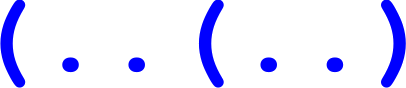 ( . . ( . . )